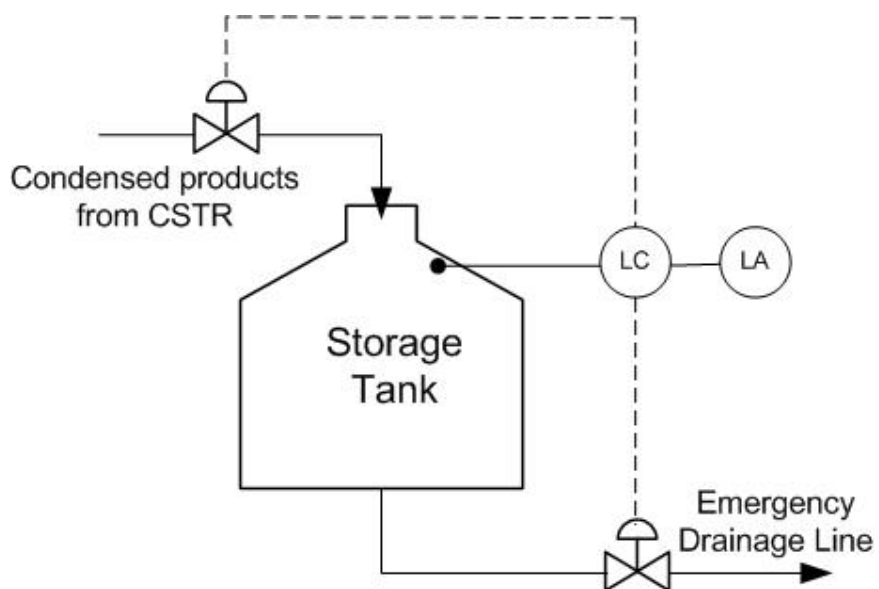 Condensed products
from CSTR
LC
LA
Storage
Tank
Emergency
Drainage Line